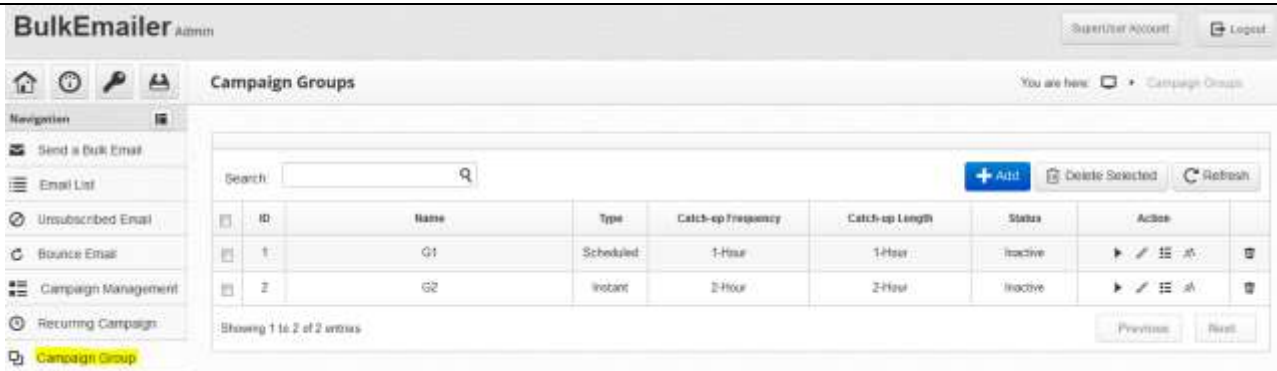 BulkEmailer Admin
SuperUser Account Logout
Campaign Groups
You are here: Campaign Groups
Navigation
Send a Bulk Email
Email List
Unsubscribed Email
Bounce Email
Campaign Management
Recurring Campaign
Campaign Group
Search:
Add Delete Selected Refresh
ID Name Type Catch-up Frequency Catch-up Length Status Action
1 G1 Scheduled 1-Hour 1-Hour Inactive
2 G2 Instant 2-Hour 2-Hour Inactive
Showing 1 to 2 of 2 entries
Previous Next